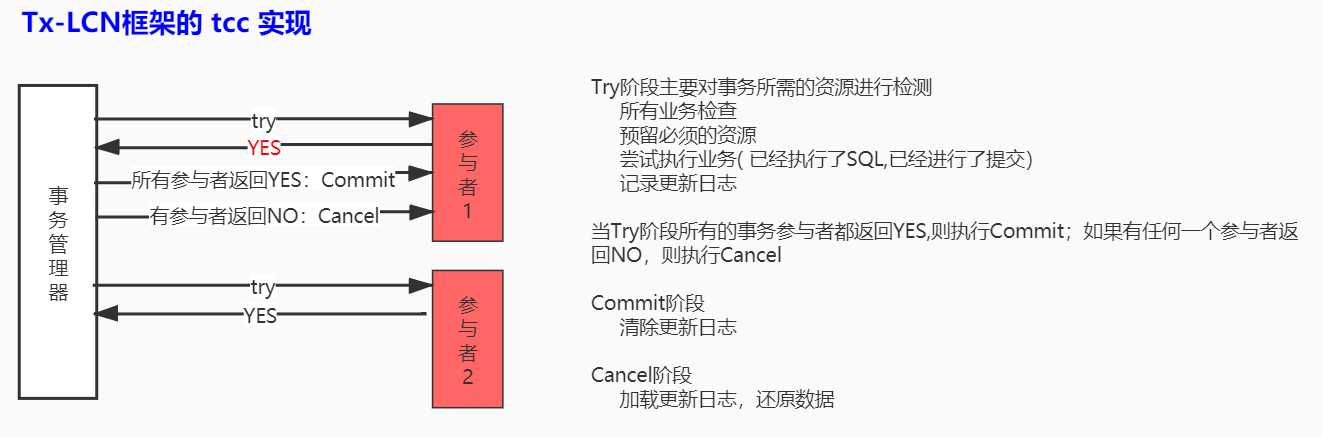 Tx-LCN框架的 tcc 实现
事务管理器
try
YES
所有参与者返回YES：Commit
有参与者返回NO：Cancel
参与者1
try
YES
参与者2
Try阶段主要对事务所需的资源进行检测
所有业务检查
预留必须的资源
尝试执行业务( 已经执行了SQL,已经进行了提交)
记录更新日志
当Try阶段所有的事务参与者都返回YES,则执行Commit；如果有任何一个参与者返
回NO，则执行Cancel
Commit阶段
清除更新日志
Cancel阶段
加载更新日志，还原数据